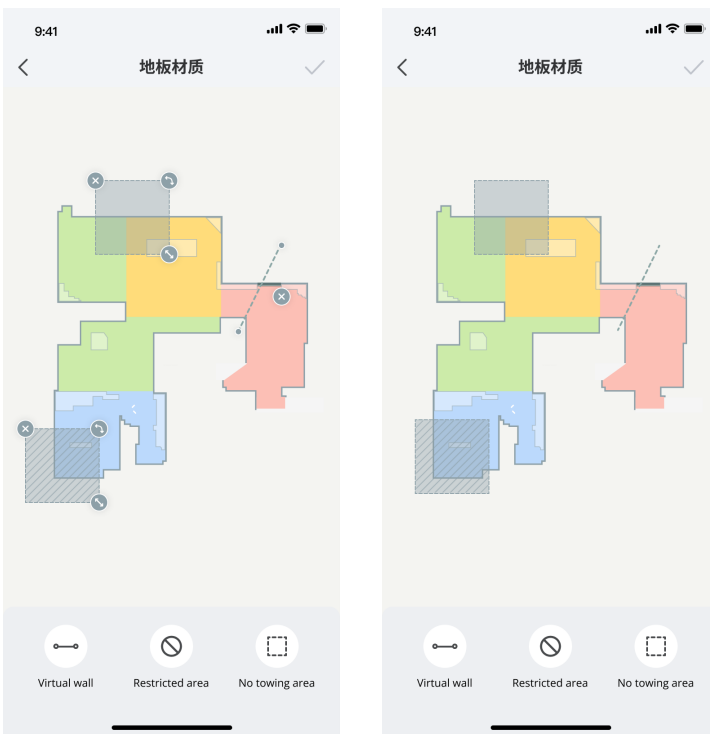 9:41
地板材质
Virtual wall
Restricted area
No towing area
9:41
地板材质
Virtual wall
Restricted area
No towing area